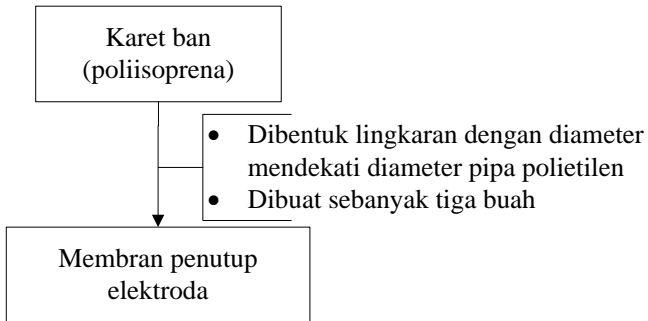 Karet ban
(poliisoprena)
• Dibentuk lingkaran dengan diameter
mendekati diameter pipa polietilen
• Dibuat sebanyak tiga buah
Membran penutup
elektroda